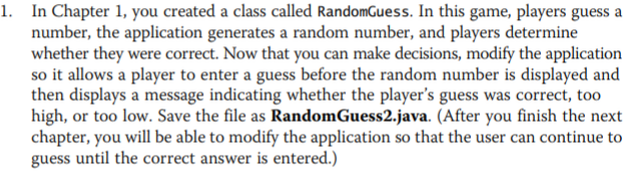 1. In Chapter 1, you created a class called RandomGuess. In this game, players guess a
number, the application generates a random number, and players determine
whether they were correct. Now that you can make decisions, modify the application
so it allows a player to enter a guess before the random number is displayed and
then displays a message indicating whether the player's guess was correct, too
high, or too low. Save the file as RandomGuess2.java. (After you finish the next
chapter, you will be able to modify the application so that the user can continue to
guess until the correct answer is entered.)